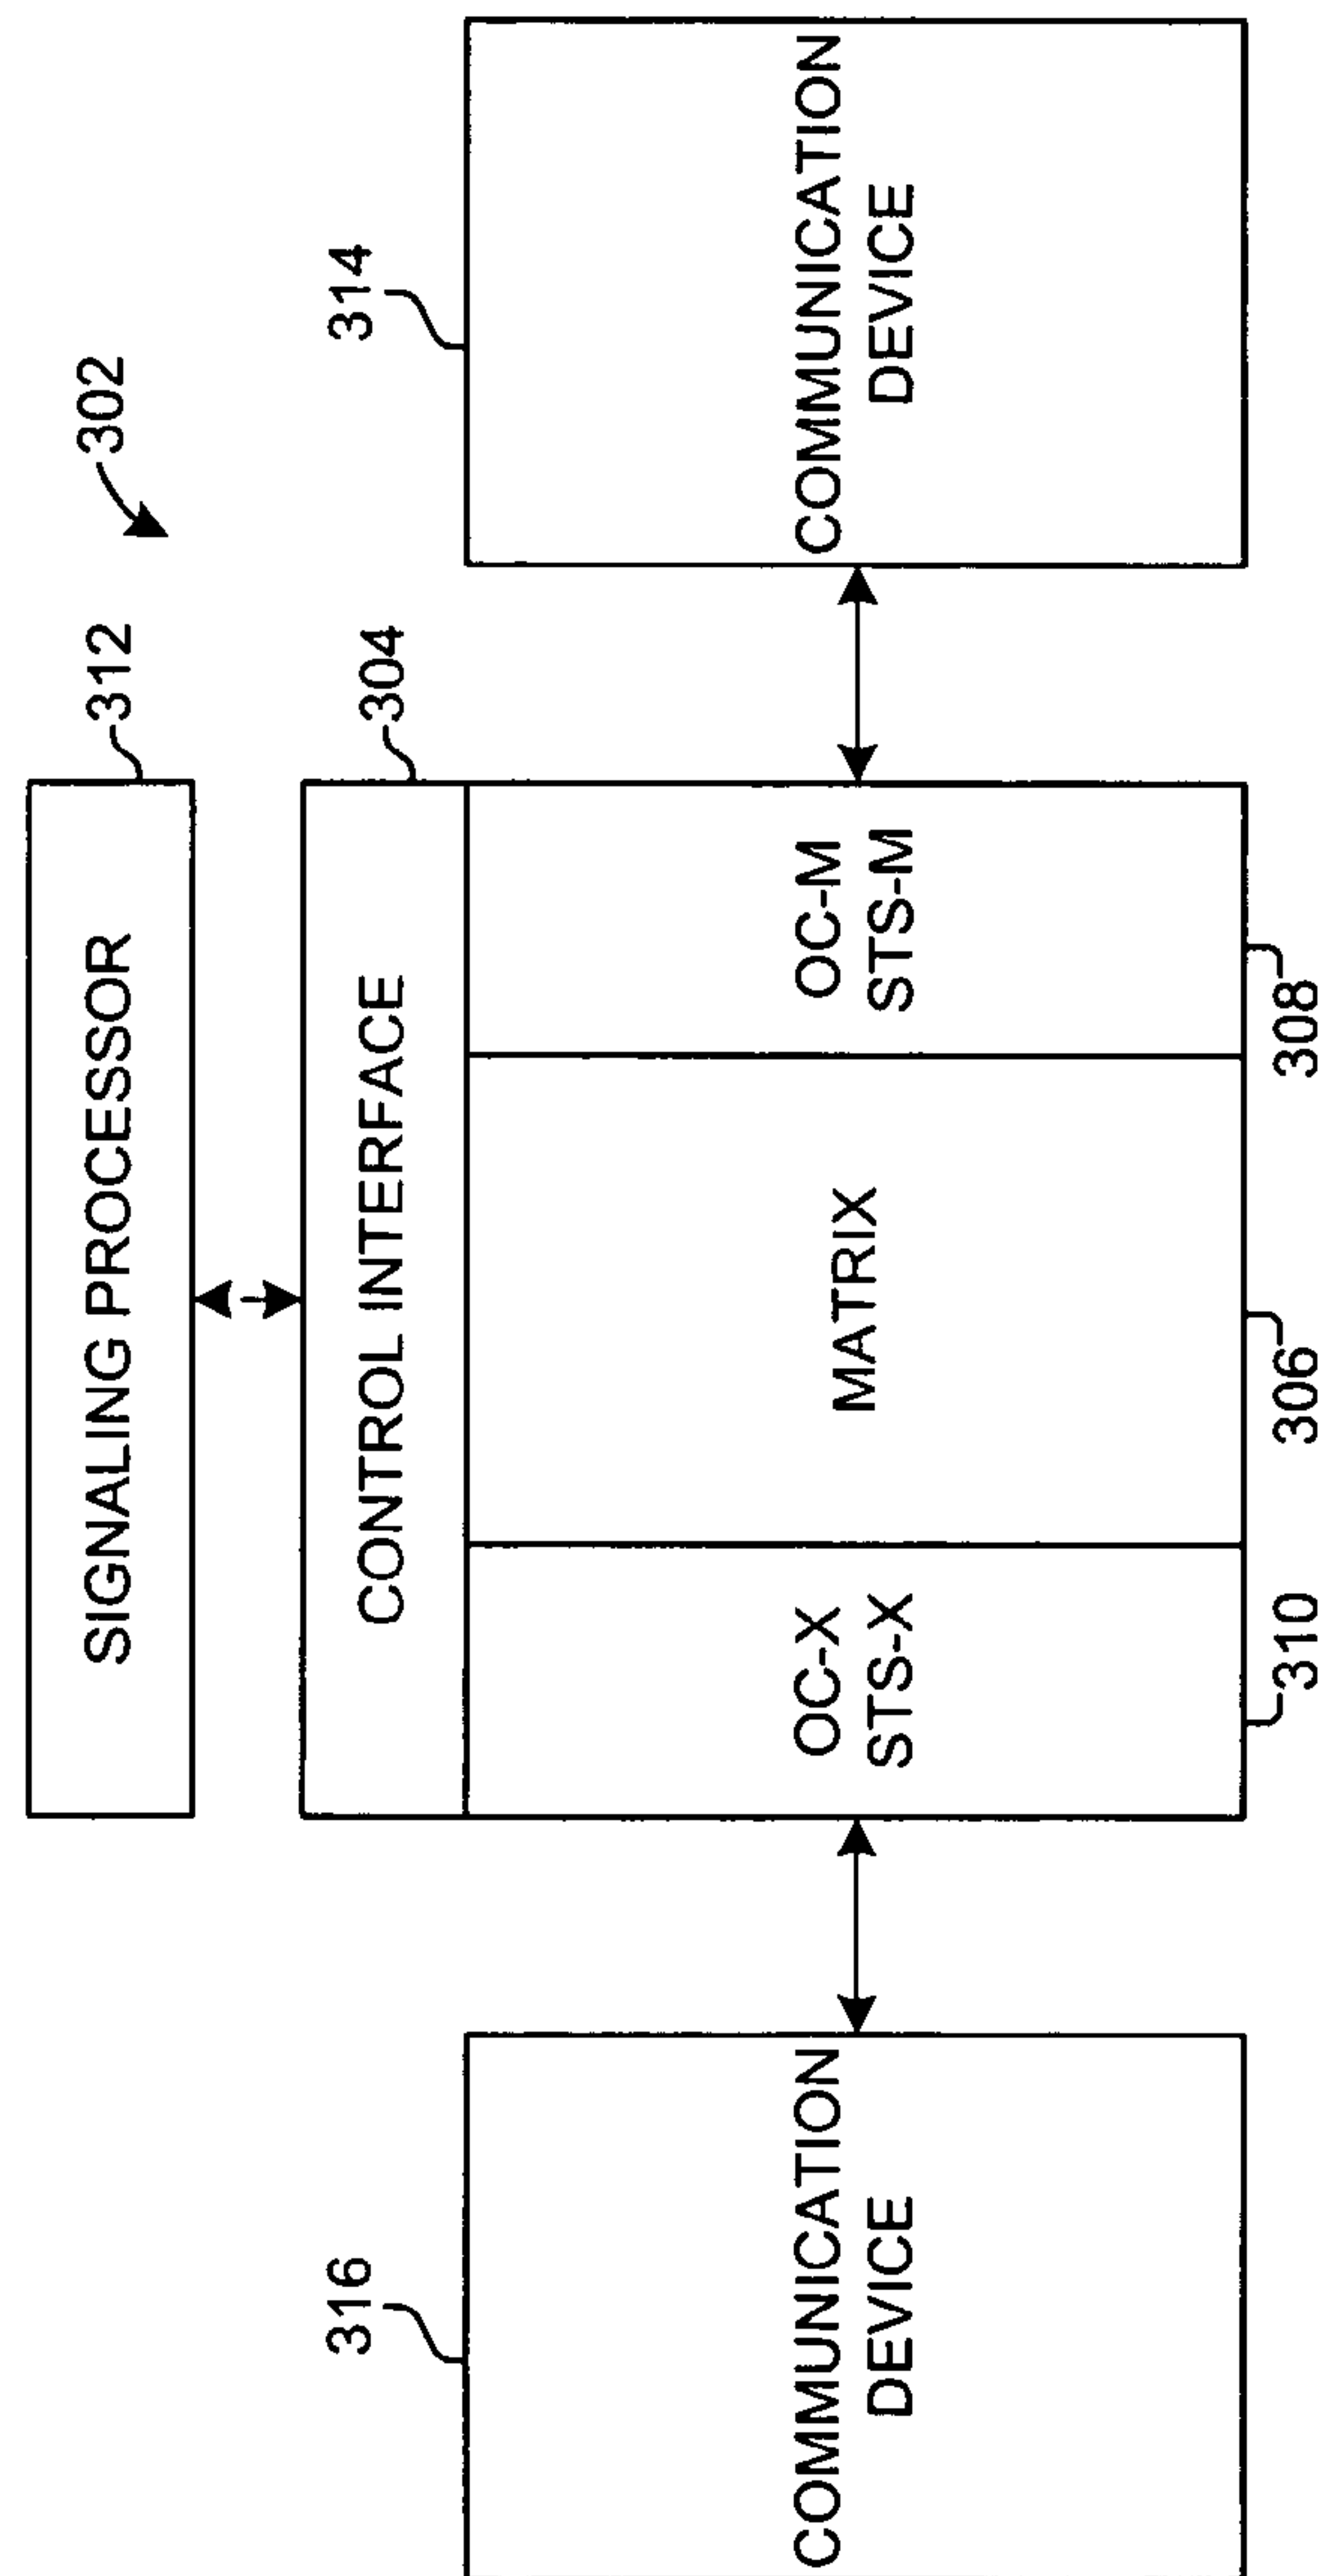 302
SIGNALING PROCESSOR
312
CONTROL INTERFACE
304
316
314
COMMUNICATION
DEVICE
OC-X
STS-X
MATRIX
OC-M
STS-M
COMMUNICATION
DEVICE
310
306
308